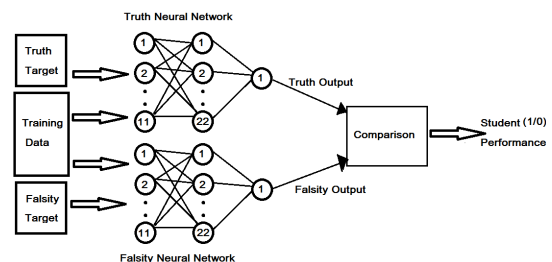 Truth Neural Network
Truth
Target
Training
Data
Falsity
Target
1
2
11
1
2
22
1
Truth Output
1
2
11
1
2
22
1
Falsity Output
Comparison
Student (1/0)
Performance
Falsity Neural Network